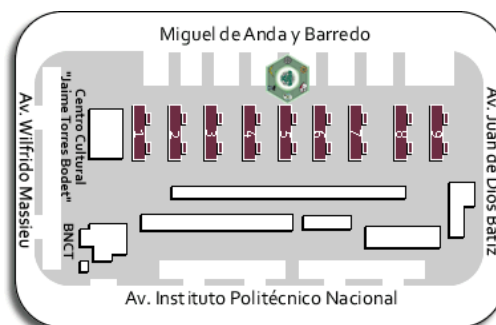 Miguel de Anda y Barredo
Av. Wilfrido Massieu
Centro Cultural
"Jaime Torres Bodet"
1
2
3
4
5
6
7
8
9
Av. Juan de Dios Batiz
BNCT
Av. Instituto Politécnico Nacional